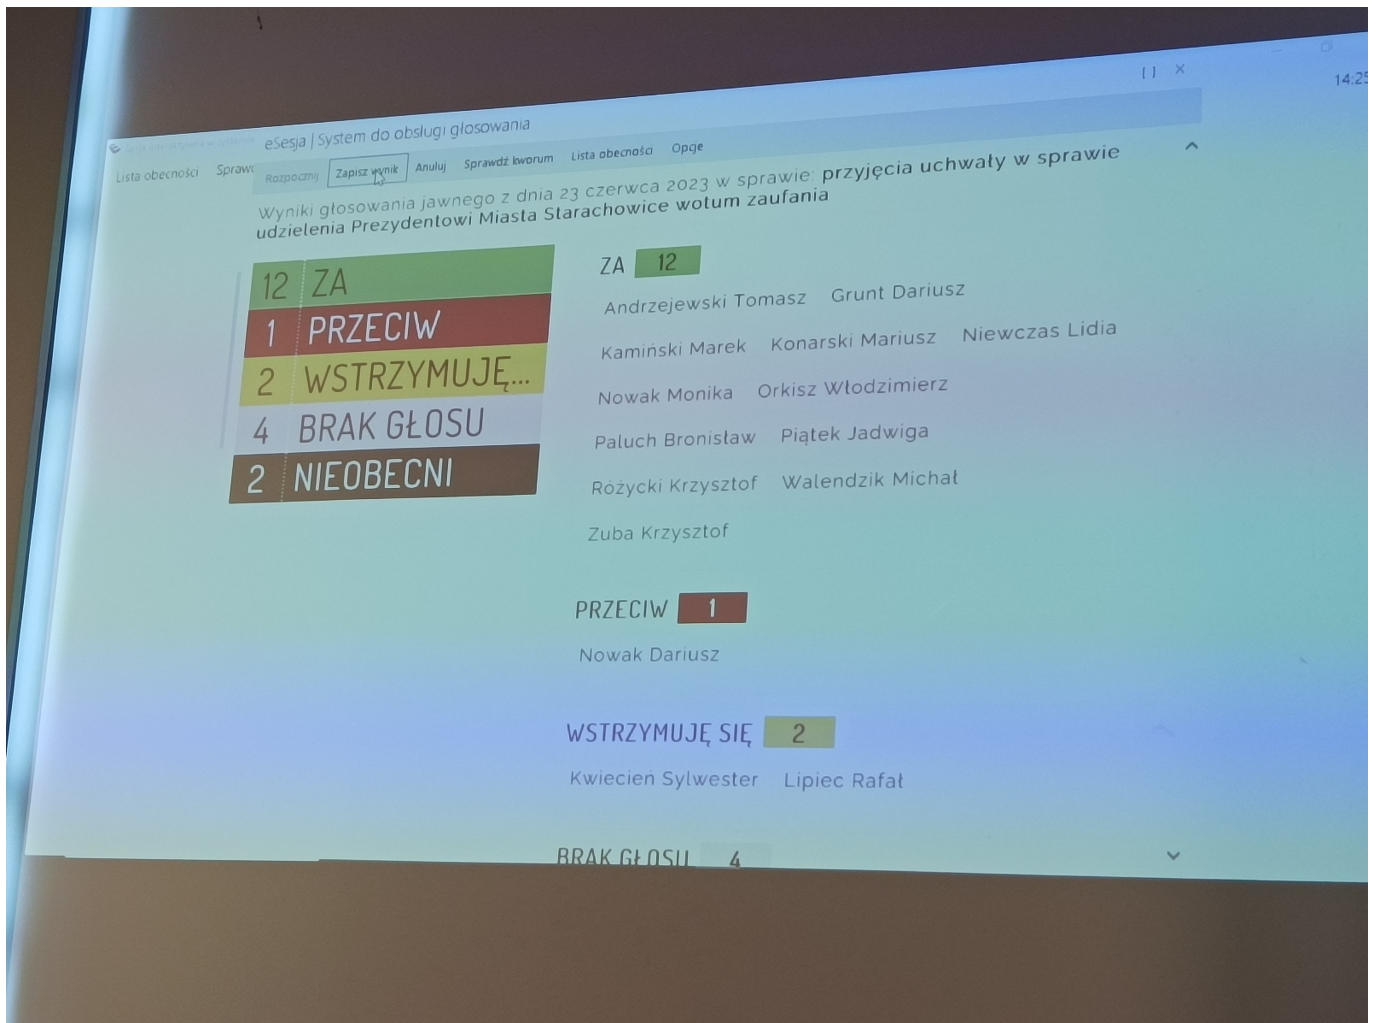 [ ] ×
14:25
eSesja | System do obsługi głosowania
Lista obecności
Rozpocznij Zapisz wynik Anuluj Sprawdź kworum Lista obecności Opcje
Wyniki głosowania jawnego z dnia 23 czerwca 2023 w sprawie: przyjęcia uchwały w sprawie
udzielenia Prezydentowi Miasta Starachowice wotum zaufania
12 ZA
1 PRZECIW
2 WSTRZYMUJĘ...
4 BRAK GŁOSU
2 NIEOBECNI
ZA 12
Andrzejewski Tomasz Grunt Dariusz
Kamiński Marek Konarski Mariusz Niewczas Lidia
Nowak Monika Orkisz Włodzimierz
Paluch Bronisław Piątek Jadwiga
Różycki Krzysztof Walendzik Michał
Zuba Krzysztof
PRZECIW 1
Nowak Dariusz
WSTRZYMUJĘ SIĘ 2
Kwiecień Sylwester Lipiec Rafał
BRAK GŁOSU 4